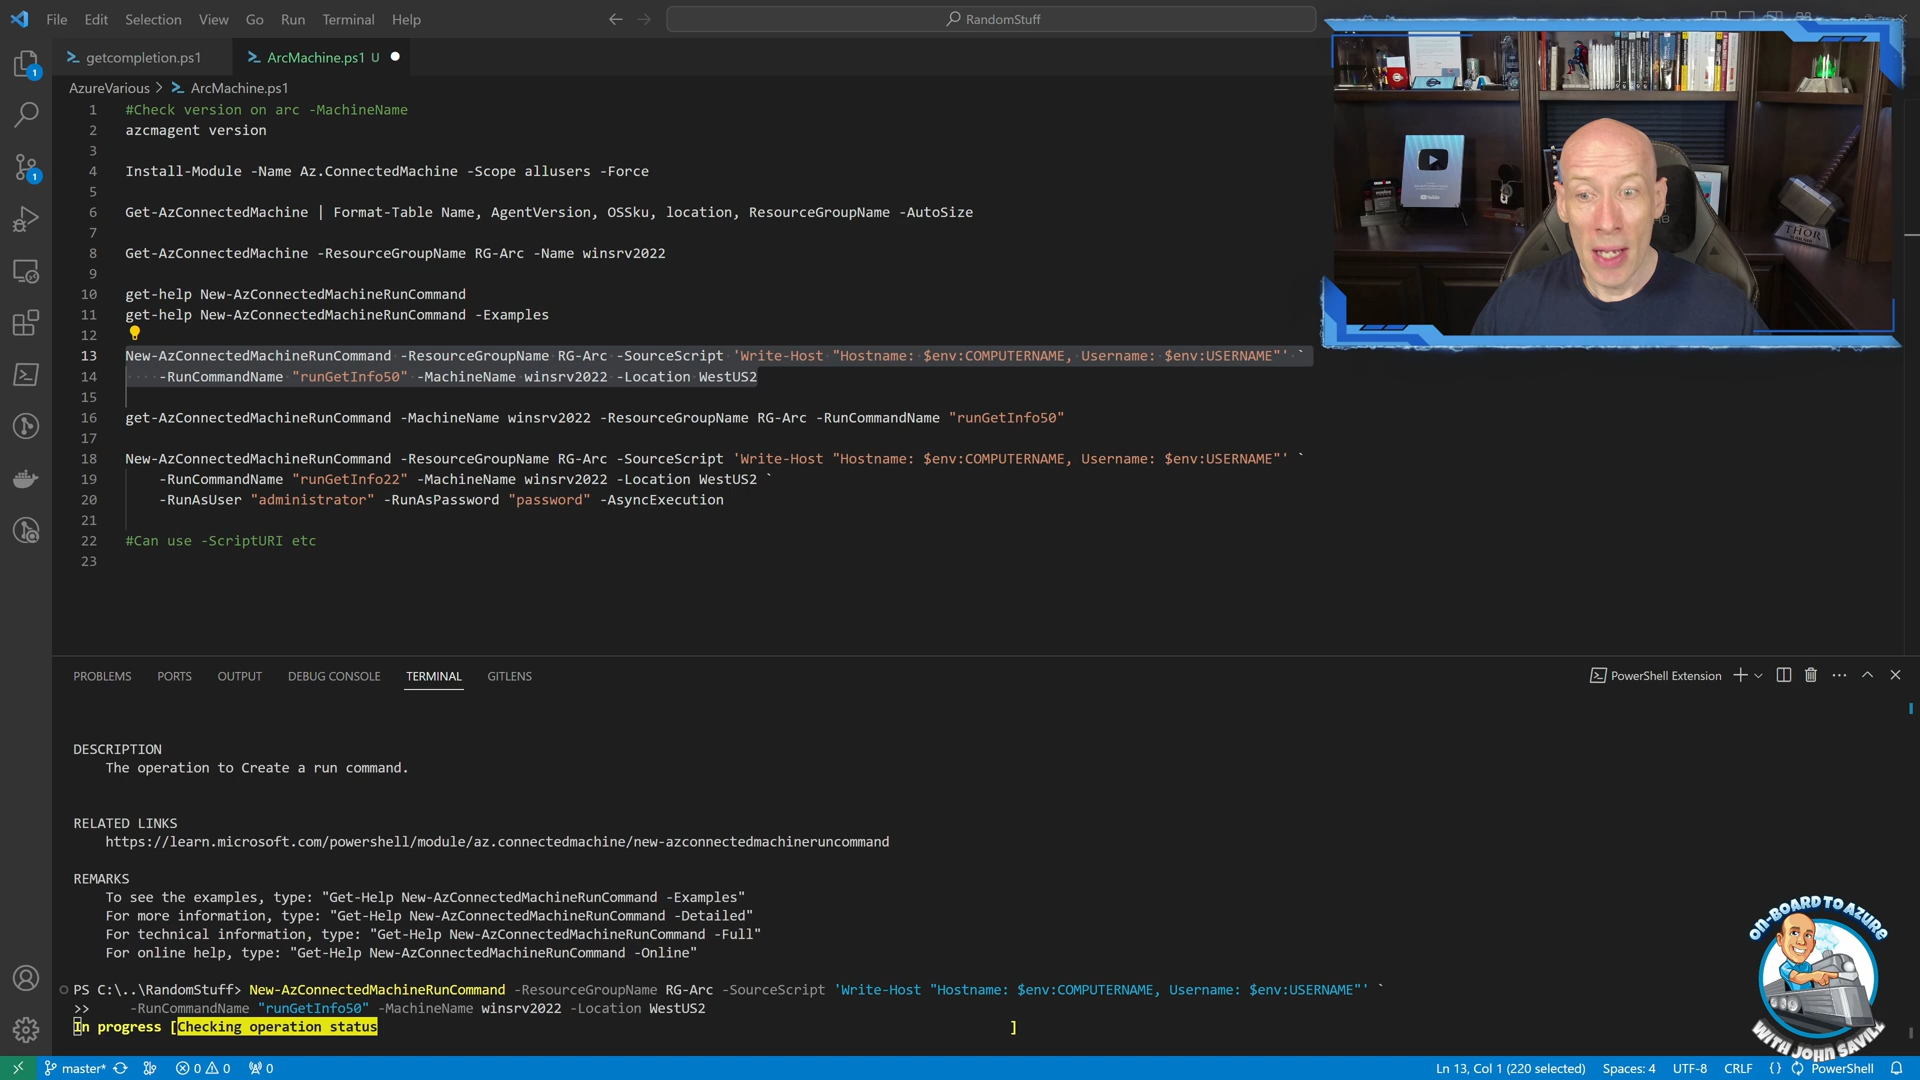 File Edit Selection View Go Run Terminal Help
RandomStuff
getcompletion.ps1
ArcMachine.ps1 U
AzureVarious > ArcMachine.ps1
1 #Check version on arc -MachineName
2 azcmagent version
3
4 Install-Module -Name Az.ConnectedMachine -Scope allusers -Force
5
6 Get-AzConnectedMachine | Format-Table Name, AgentVersion, OSSku, location, ResourceGroupName -AutoSize
7
8 Get-AzConnectedMachine -ResourceGroupName RG-Arc -Name winsrv2022
9
10 get-help New-AzConnectedMachineRunCommand
11 get-help New-AzConnectedMachineRunCommand -Examples
12
13 New-AzConnectedMachineRunCommand -ResourceGroupName RG-Arc -SourceScript 'Write-Host "Hostname: $env:COMPUTERNAME, Username: $env:USERNAME"' `
14 -RunCommandName "runGetInfo50" -MachineName winsrv2022 -Location WestUS2
15
16 get-AzConnectedMachineRunCommand -MachineName winsrv2022 -ResourceGroupName RG-Arc -RunCommandName "runGetInfo50"
17
18 New-AzConnectedMachineRunCommand -ResourceGroupName RG-Arc -SourceScript 'Write-Host "Hostname: $env:COMPUTERNAME, Username: $env:USERNAME"' `
19 -RunCommandName "runGetInfo22" -MachineName winsrv2022 -Location WestUS2 `
20 -RunAsUser "administrator" -RunAsPassword "password" -AsyncExecution
21
22 #Can use -ScriptURI etc
23
THOR
PROBLEMS PORTS OUTPUT DEBUG CONSOLE TERMINAL GITLENS
PowerShell Extension
DESCRIPTION
The operation to Create a run command.
RELATED LINKS
https://learn.microsoft.com/powershell/module/az.connectedmachine/new-azconnectedmachineruncommand
REMARKS
To see the examples, type: "Get-Help New-AzConnectedMachineRunCommand -Examples"
For more information, type: "Get-Help New-AzConnectedMachineRunCommand -Detailed"
For technical information, type: "Get-Help New-AzConnectedMachineRunCommand -Full"
For online help, type: "Get-Help New-AzConnectedMachineRunCommand -Online"
PS C:\..\RandomStuff> New-AzConnectedMachineRunCommand -ResourceGroupName RG-Arc -SourceScript 'Write-Host "Hostname: $env:COMPUTERNAME, Username: $env:USERNAME"' `
>> -RunCommandName "runGetInfo50" -MachineName winsrv2022 -Location WestUS2
In progress [Checking operation status ]
ON-BOARD TO AZURE
WITH JOHN SAVILL
master* 0 0 0
Ln 13, Col 1 (220 selected) Spaces: 4 UTF-8 CRLF {} PowerShell